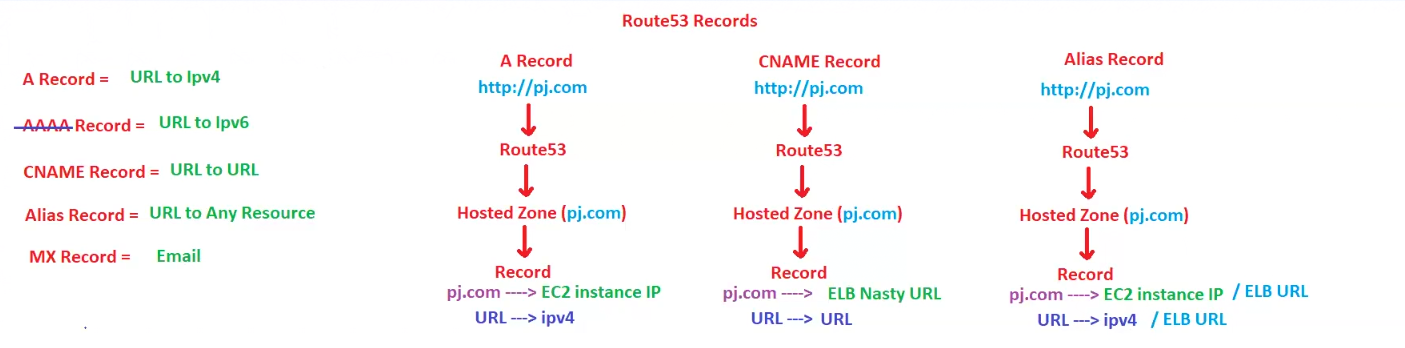 Route53 Records
A Record = URL to Ipv4
AAAA Record = URL to Ipv6
CNAME Record = URL to URL
Alias Record = URL to Any Resource
MX Record = Email
A Record
http://pj.com
Route53
Hosted Zone (pj.com)
Record
pj.com ----> EC2 instance IP
URL ---> ipv4
CNAME Record
http://pj.com
Route53
Hosted Zone (pj.com)
Record
pj.com ----> ELB Nasty URL
URL ---> URL
Alias Record
http://pj.com
Route53
Hosted Zone (pj.com)
Record
pj.com ----> EC2 instance IP / ELB URL
URL ---> ipv4 / ELB URL